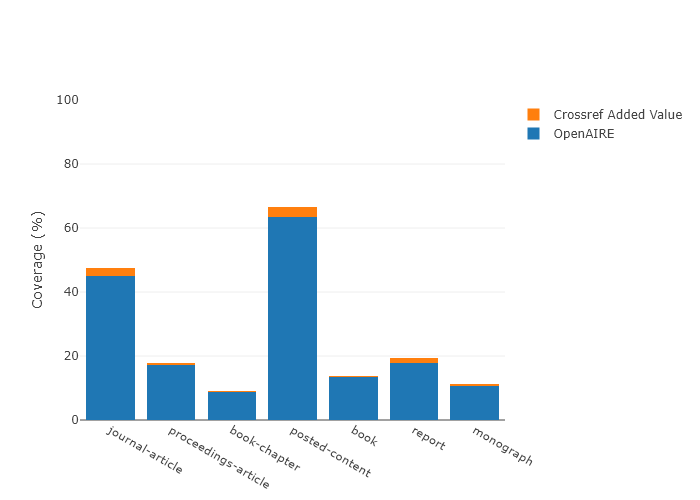 100
80
60
40
20
0
Coverage (%)
journal-article
proceedings-article
book-chapter
posted-content
book
report
monograph
Crossref Added Value
OpenAIRE